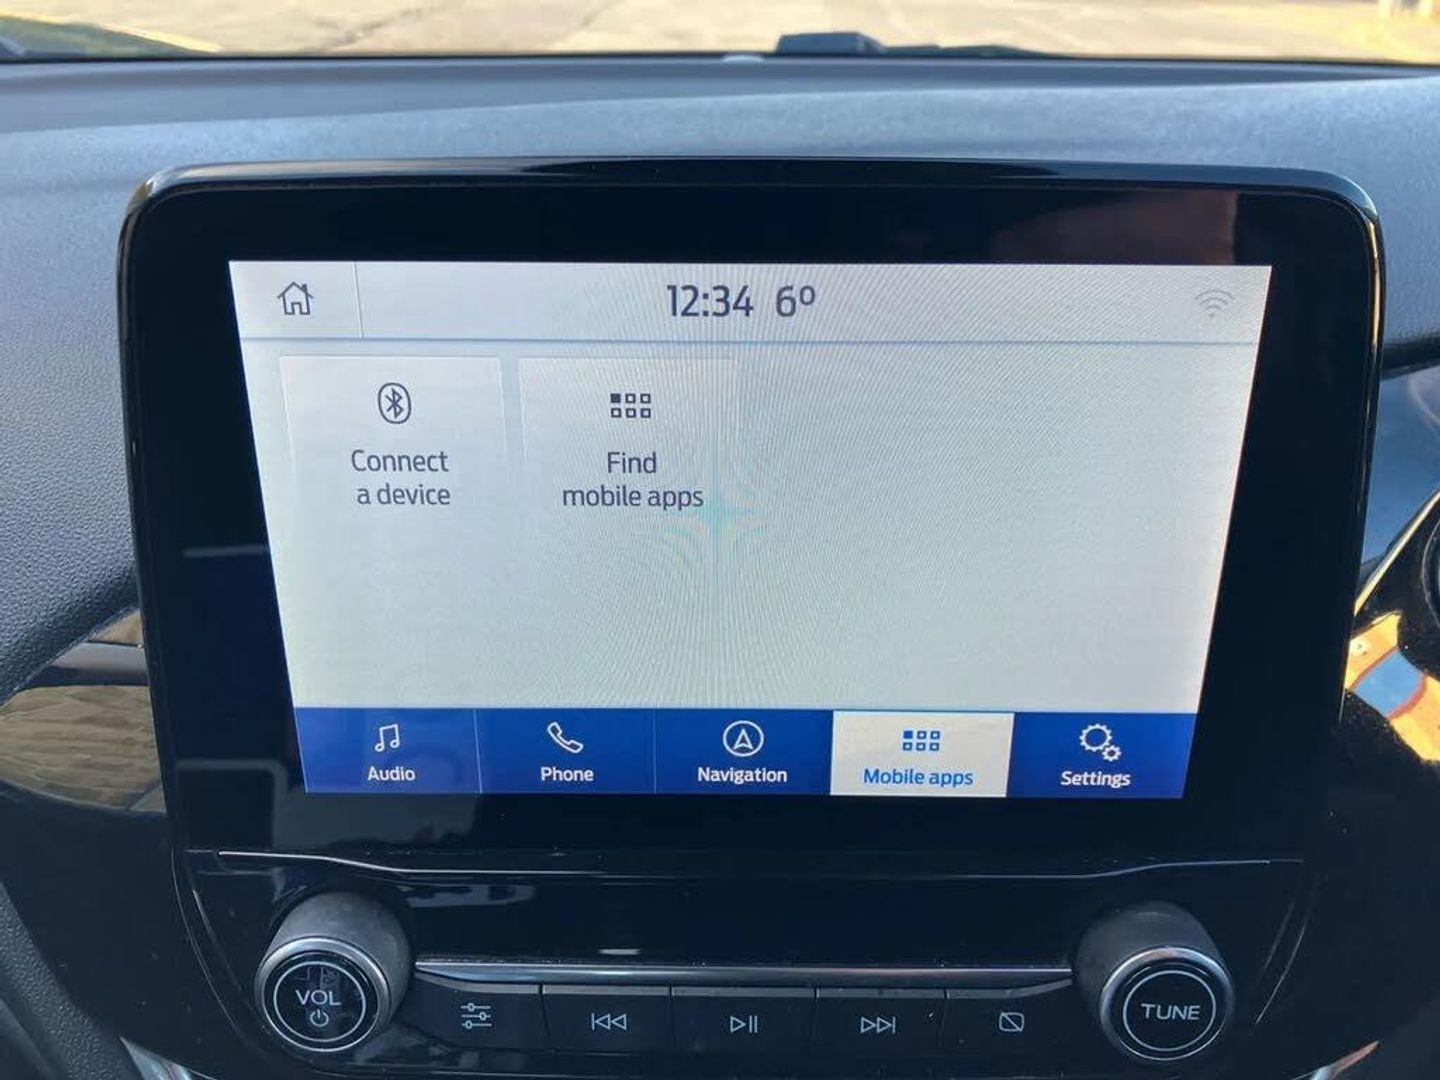 12:34 6º
Connect
a device
Find
mobile apps
Audio
Phone
Navigation
Mobile apps
Settings
VOL
TUNE